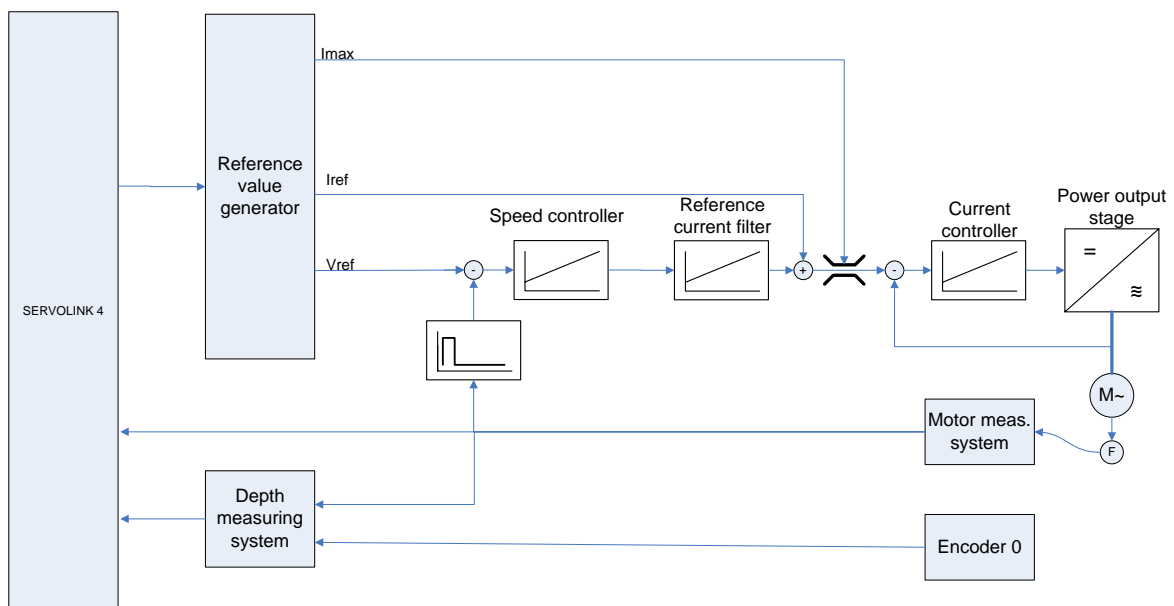 Imax
Reference
value
generator
Iref
Vref
Speed controller
Reference
current filter
Current
controller
Power output
stage
-
+
-
=
≋
SERVOLINK 4
M~
F
Motor meas.
system
Depth
measuring
system
Encoder 0